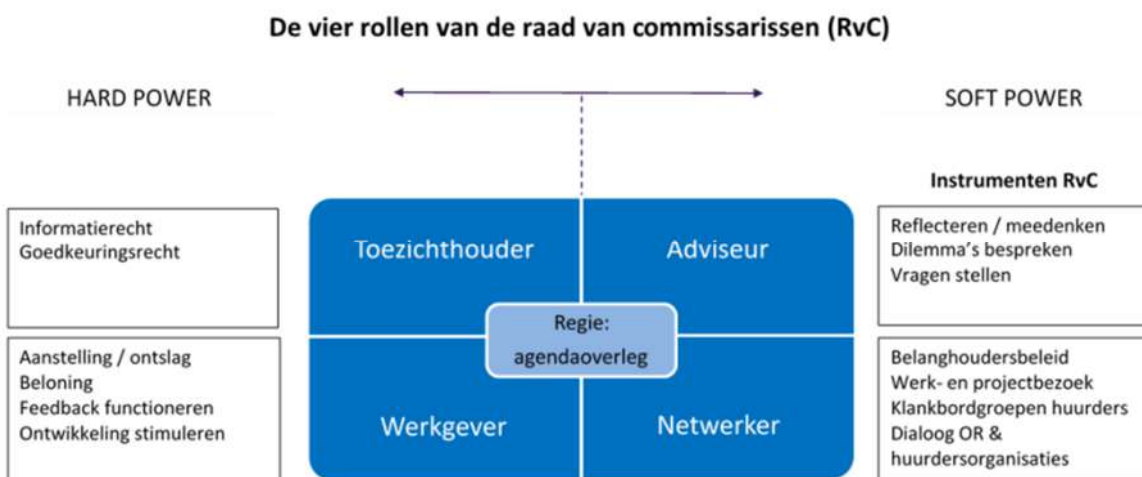 De vier rollen van de raad van commissarissen (RvC)
HARD POWER
SOFT POWER
Instrumenten RvC
Informatierecht
Goedkeuringsrecht
Toezichthouder
Adviseur
Reflecteren / meedenken
Dilemma's bespreken
Vragen stellen
Regie:
agendaoverleg
Aanstelling / ontslag
Beloning
Feedback functioneren
Ontwikkeling stimuleren
Werkgever
Netwerker
Belanghoudersbeleid
Werk- en projectbezoek
Klankbordgroepen huurders
Dialoog OR &
huurdersorganisaties